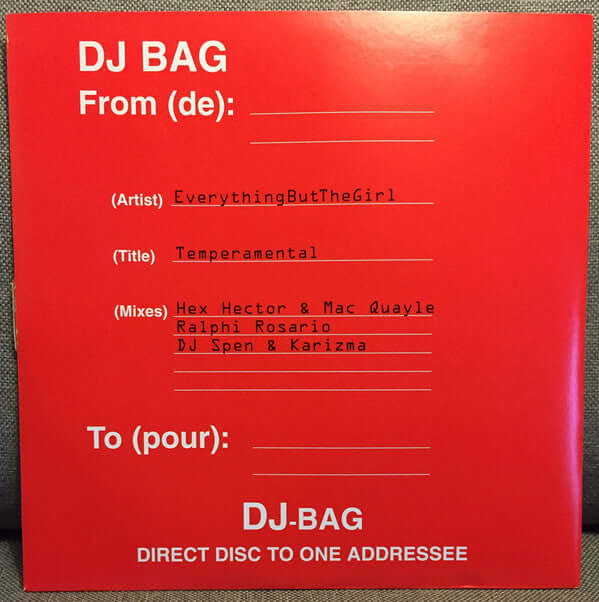 DJ BAG
From (de):
(Artist) EverythingButTheGirl
(Title) Temperamental
(Mixes) Hex Hector & Mac Quayle
Ralphi Rosario
DJ Spen & Karizma
To (pour):
DJ-BAG
DIRECT DISC TO ONE ADDRESSEE